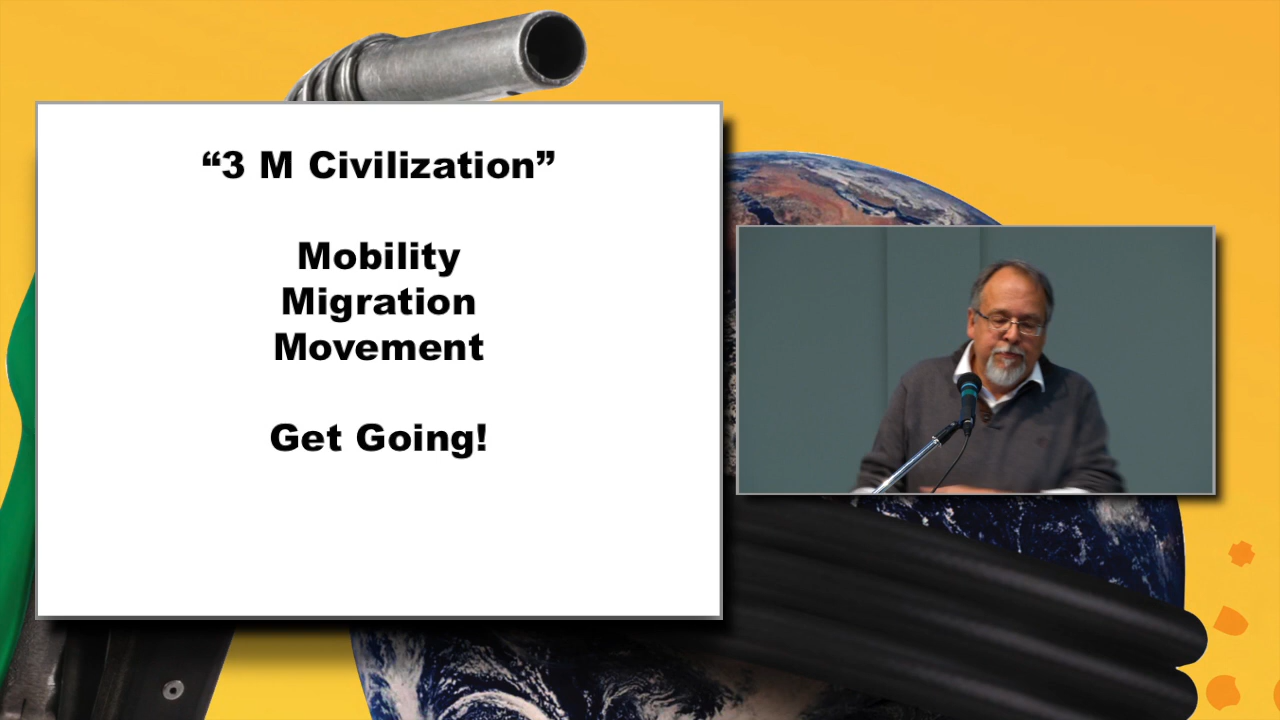 “3 M Civilization”
Mobility
Migration
Movement
Get Going!